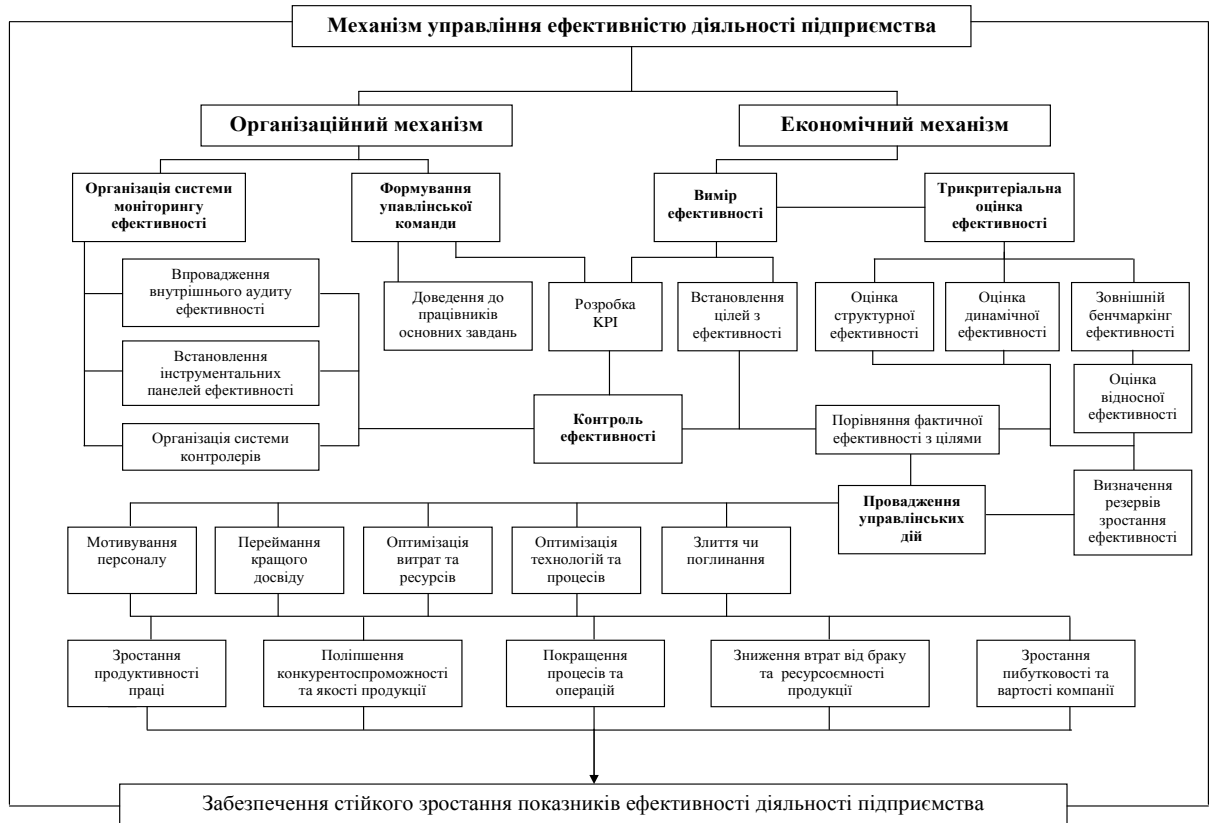 Механізм управління ефективністю діяльності підприємства
Організаційний механізм
Економічний механізм
Організація системи
моніторингу
ефективності
Формування
упавлінської
команди
Вимір
ефективності
Трикритеріальна
оцінка
ефективності
Впровадження
внутрішнього аудиту
ефективності
Доведення до
працівників
основних завдань
Розробка
KPI
Встановлення
цілей з
ефективності
Оцінка
структурної
ефективності
Оцінка
динамічної
ефективності
Зовнішній
бенчмаркінг
ефективності
Встановлення
інструментальних
панелей ефективності
Оцінка
відносної
ефективності
Організація системи
контролерів
Контроль
ефективності
Порівняння фактичної
ефективності з цілями
Провадження
управлінських
дій
Визначення
резервів
зростання
ефективності
Мотивування
персоналу
Переймання
кращого
досвіду
Оптимізація
витрат та
ресурсів
Оптимізація
технологій та
процесів
Злиття чи
поглинання
Зростання
продуктивності
праці
Поліпшення
конкурентоспроможності
та якості продукції
Покращення
процесів та
операцій
Зниження втрат від браку
та ресурсоємності
продукції
Зростання
пибутковості та
вартості компанії
Забезпечення стійкого зростання показників ефективності діяльності підприємства